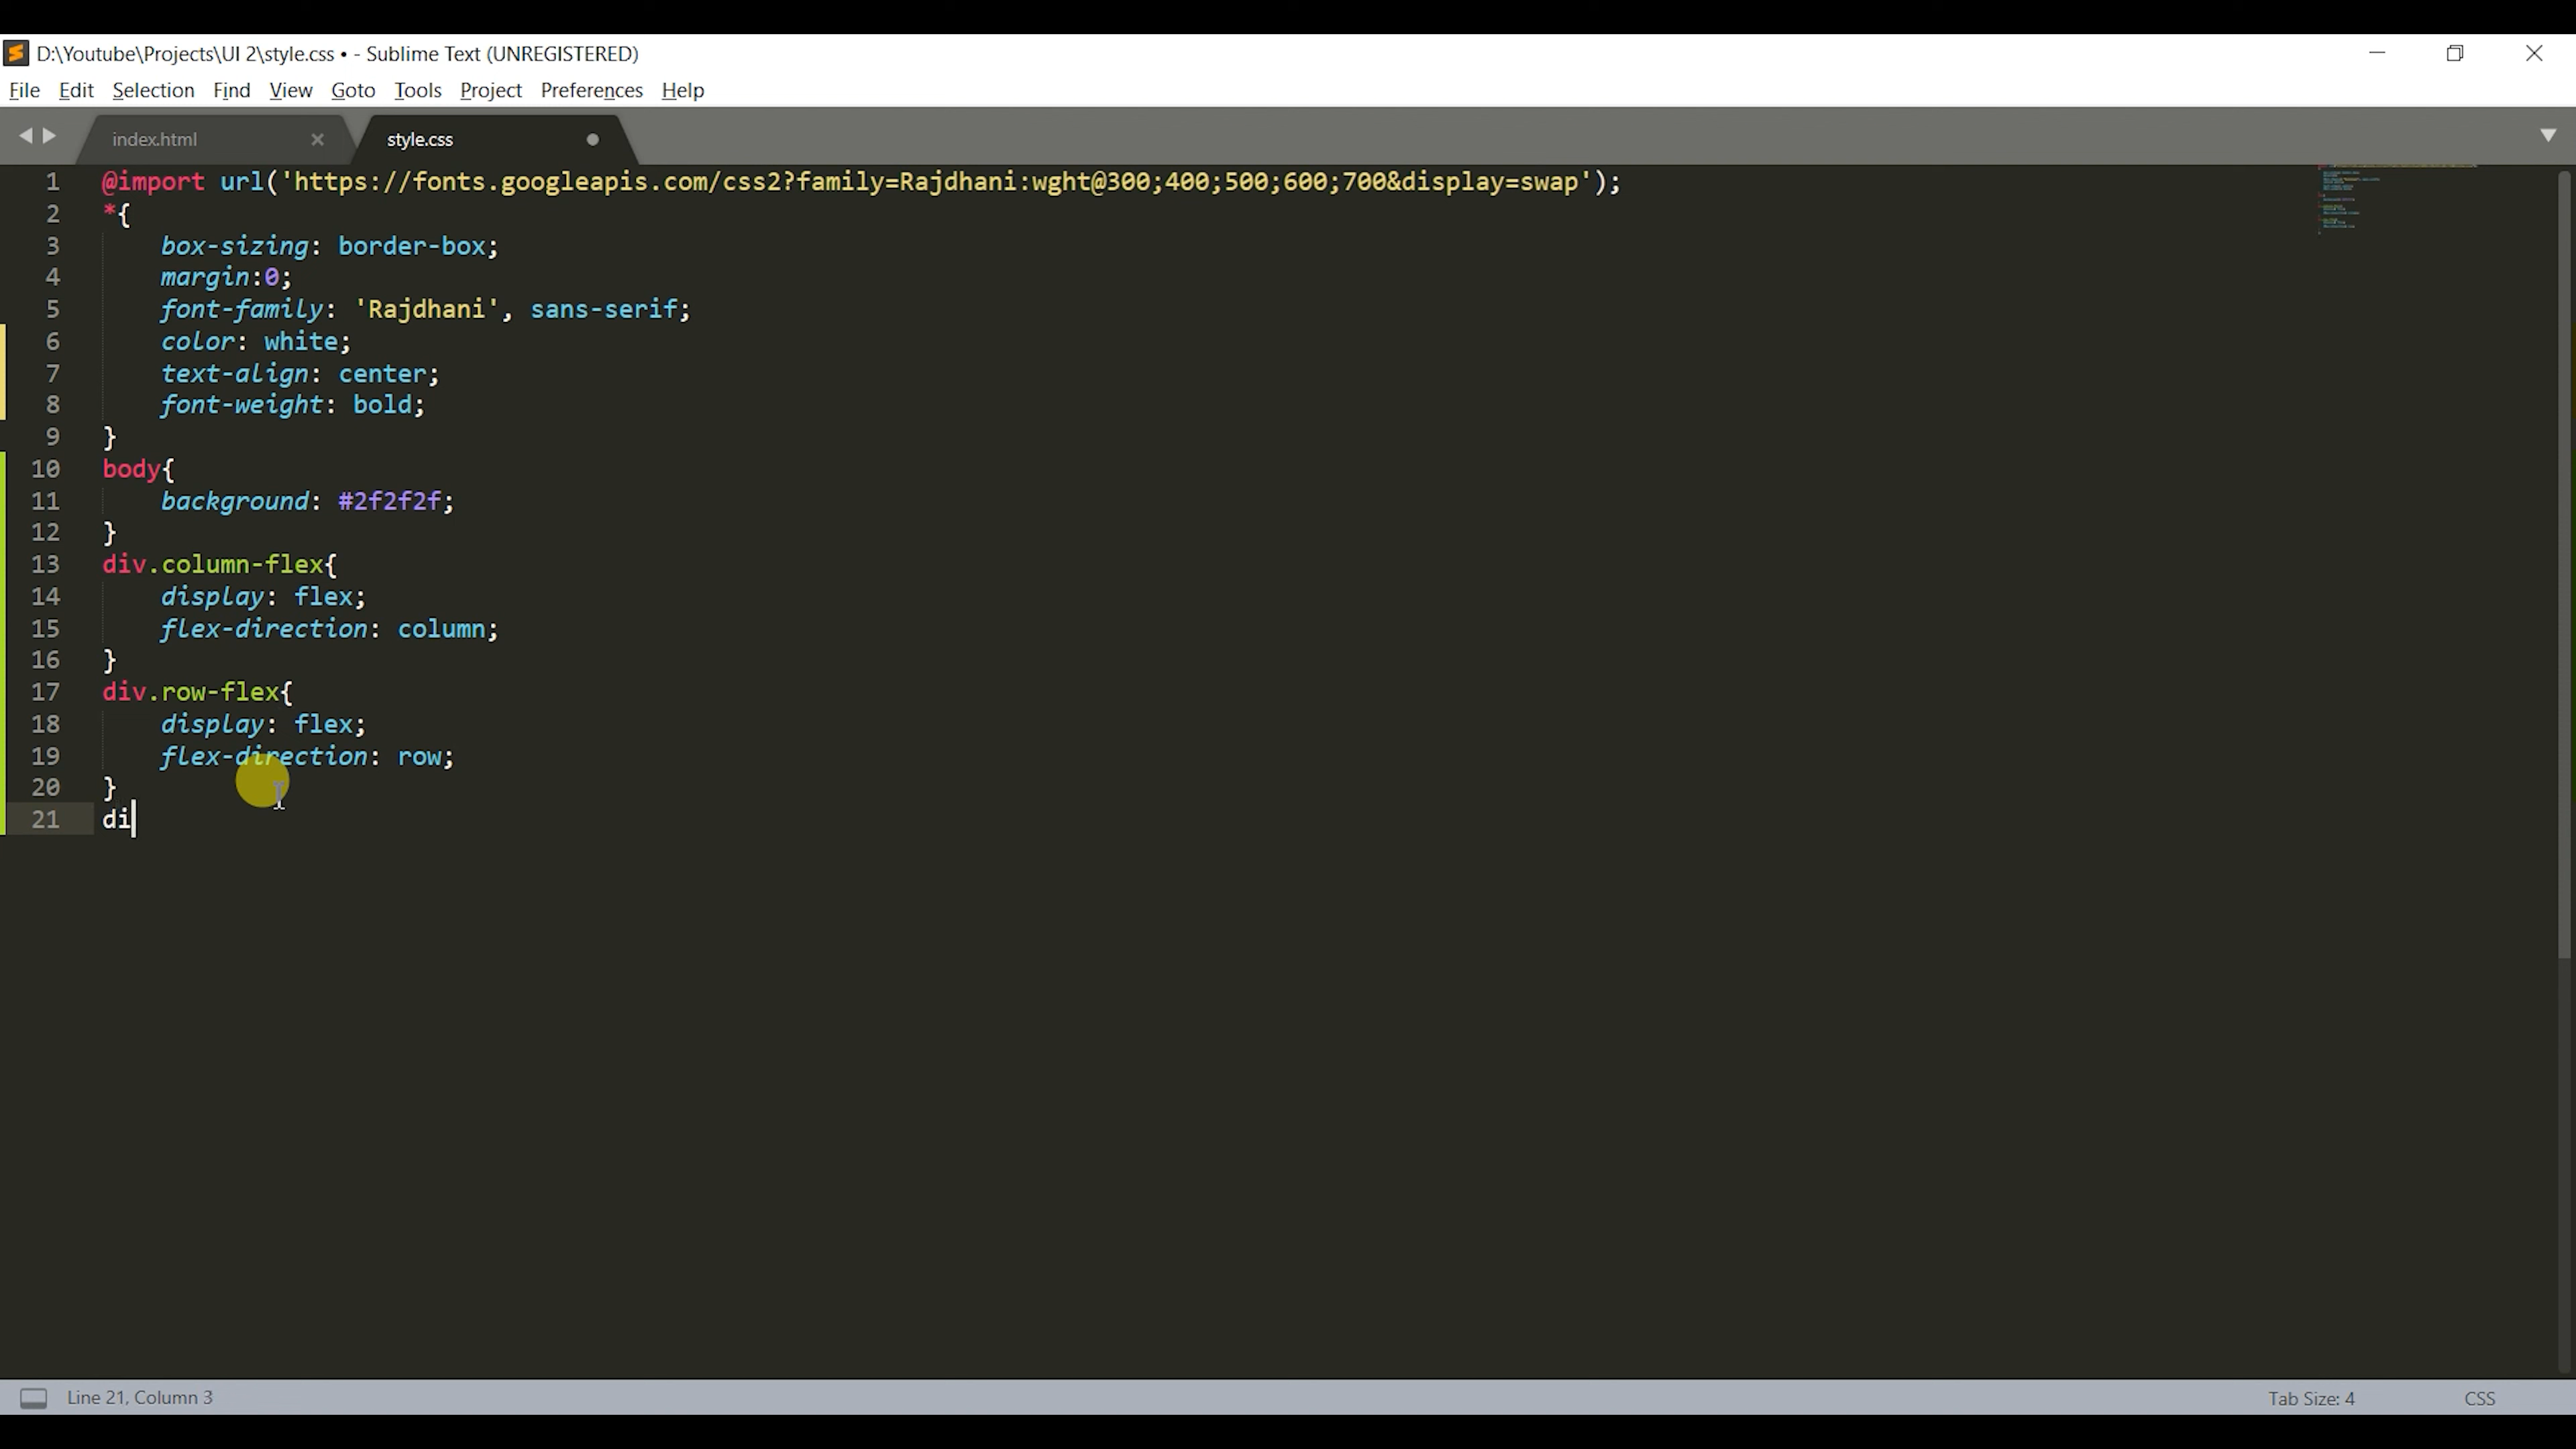 D:\Youtube\Projects\UI 2\style.css • - Sublime Text (UNREGISTERED)
File Edit Selection Find View Goto Tools Project Preferences Help
index.html style.css
1 @import url('https://fonts.googleapis.com/css2?family=Rajdhani:wght@300;400;500;600;700&display=swap');
2 *{
3 box-sizing: border-box;
4 margin:0;
5 font-family: 'Rajdhani', sans-serif;
6 color: white;
7 text-align: center;
8 font-weight: bold;
9 }
10 body{
11 background: #2f2f2f;
12 }
13 div.column-flex{
14 display: flex;
15 flex-direction: column;
16 }
17 div.row-flex{
18 display: flex;
19 flex-direction: row;
20 }
21 di
Line 21, Column 3 Tab Size: 4 CSS